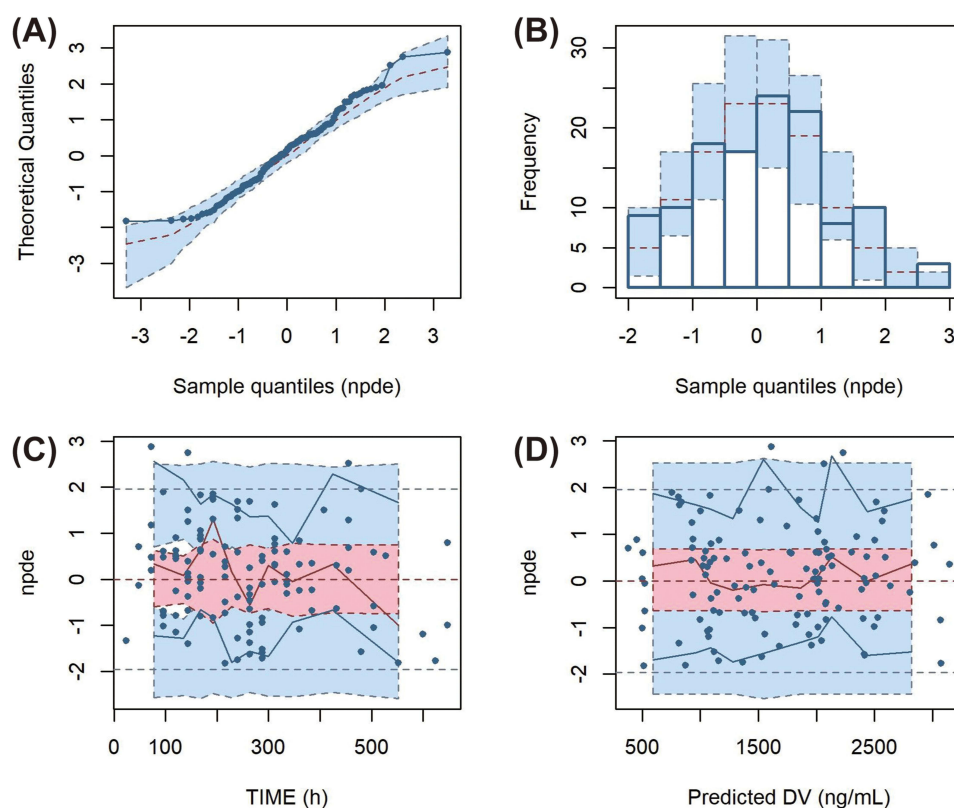 (A)
Theoretical Quantiles
3
2
1
0
-1
-3
-3 -2 -1 0 1 2 3
Sample quantiles (npde)
(B)
Frequency
30
20
10
5
0
-2 -1 0 1 2 3
Sample quantiles (npde)
(C)
npde
3
2
1
0
-1
-2
0 100 300 500
TIME (h)
(D)
npde
3
2
1
0
-1
-2
500 1500 2500
Predicted DV (ng/mL)